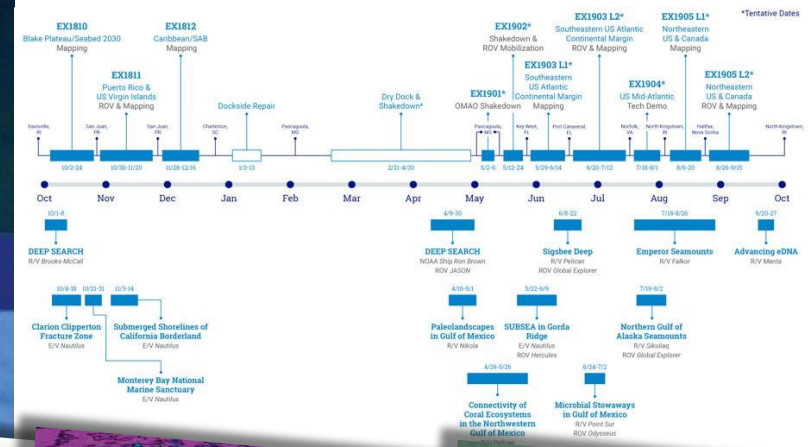 *Tentative Dates
EX1810
Blake Plateau/Seabed 2030
Mapping
EX1812
Caribbean/SAB
Mapping
EX1811
Puerto Rico &
US Virgin Islands
ROV & Mapping
Dockside Repair
Dry Dock &
Shakedown*
EX1901*
OMAO Shakedown
EX1902*
Shakedown &
ROV Mobilization
EX1903 L1*
Southeastern
US Atlantic
Continental Margin
Mapping
EX1903 L2*
Southeastern US Atlantic
Continental Margin
ROV & Mapping
EX1904*
US Mid-Atlantic
Tech Demo
EX1905 L1*
Northeastern
US & Canada
Mapping
EX1905 L2*
Northeastern
US & Canada
ROV & Mapping
Davisville,
RI
San Juan,
PR
San Juan,
PR
Charleston,
SC
Pascagoula,
MS
Pascagoula,
MS
Key West,
FL
Port Canaveral,
FL
Norfolk,
VA
North Kingstown,
RI
Halifax,
Nova Scotia
North Kingstown,
RI
10/2-24
10/30-11/20
11/28-12/16
1/3-13
2/21-4/30
5/2-6
5/12-24
5/29-6/14
6/20-7/12
7/18-8/1
8/6-20
8/26-9/15
Oct Nov Dec Jan Feb Mar Apr May Jun Jul Aug Sep Oct
10/1-8
DEEP SEARCH
R/V Brooks-McCall
4/9-30
DEEP SEARCH
NOAA Ship Ron Brown
ROV JASON
6/8-22
Sigsbee Deep
R/V Pelican
ROV Global Explorer
7/18-8/26
Emperor Seamounts
R/V Falkor
9/20-27
Advancing eDNA
R/V Manta
10/4-18
Clarion Clipperton
Fracture Zone
E/V Nautilus
10/21-31
Monterey Bay National
Marine Sanctuary
E/V Nautilus
11/3-14
Submerged Shorelines of
California Borderland
E/V Nautilus
4/16-5/1
Paleolandscapes
in Gulf of Mexico
R/V Nikola
5/22-6/9
SUBSEA in Gorda
Ridge
E/V Nautilus
ROV Hercules
7/19-8/2
Northern Gulf of
Alaska Seamounts
R/V Sikuliaq
ROV Global Explorer
4/26-5/26
Connectivity of
Coral Ecosystems
in the Northwestern
Gulf of Mexico
6/24-7/2
Microbial Stowaways
in Gulf of Mexico
R/V Point Sur
ROV Odysseus